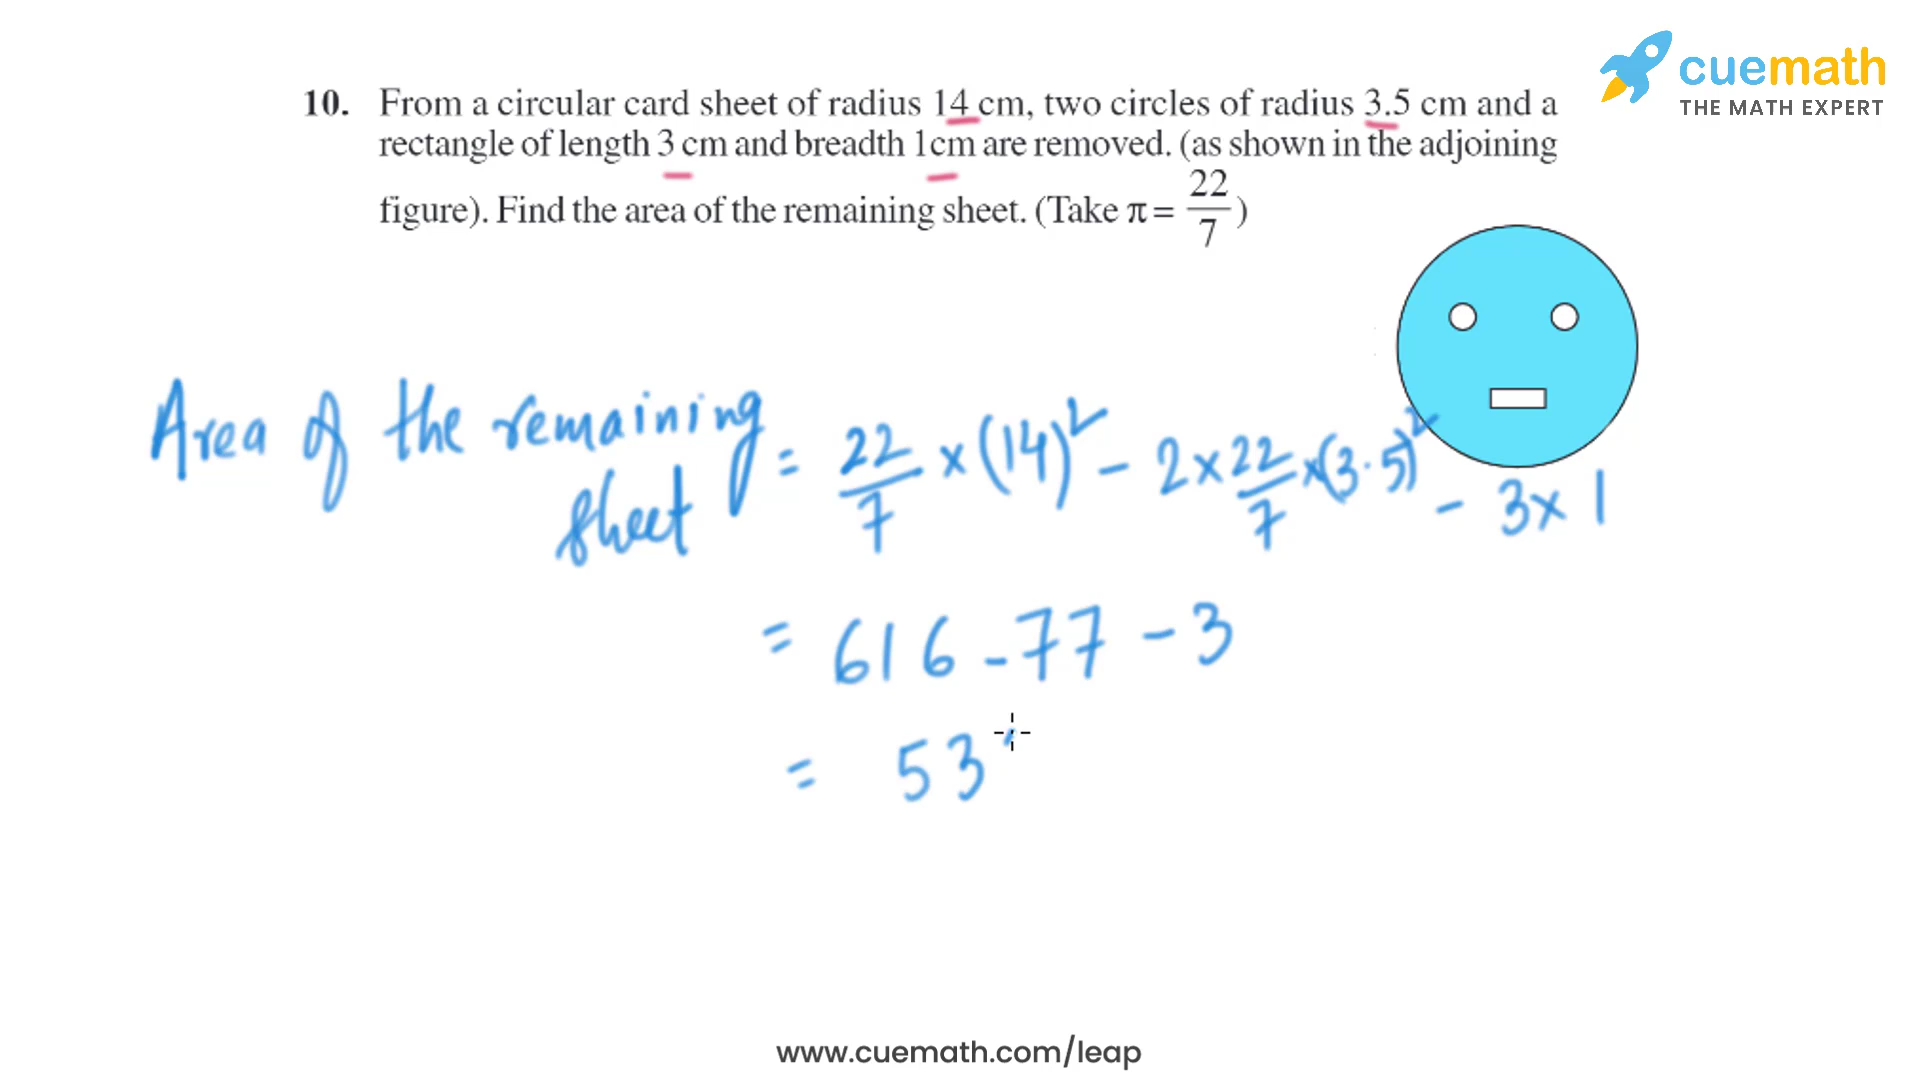 cuemath
THE MATH EXPERT
10. From a circular card sheet of radius 14 cm, two circles of radius 3.5 cm and a
rectangle of length 3 cm and breadth 1cm are removed. (as shown in the adjoining
figure). Find the area of the remaining sheet. (Take π = 22/7)
Area of the remaining sheet = 22/7 × (14)² - 2 × 22/7 × (3.5)² - 3 × 1
= 616 - 77 - 3
= 53
www.cuemath.com/leap